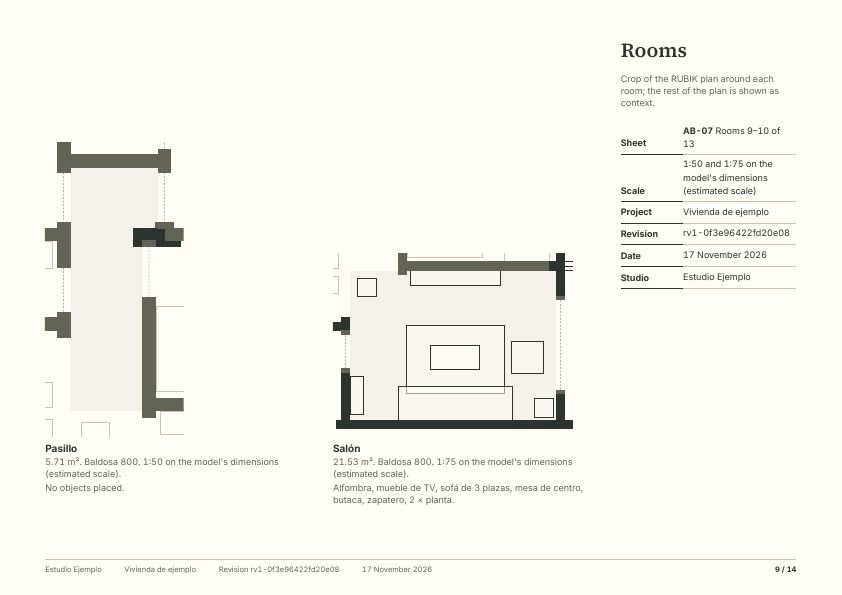 Rooms
Crop of the RUBIK plan around each
room; the rest of the plan is shown as
context.
Sheet
AB-07 Rooms 9–10 of
13
Scale
1:50 and 1:75 on the
model's dimensions
(estimated scale)
Project Vivienda de ejemplo
Revision rv1-0f3e96422fd20e08
Date 17 November 2026
Studio Estudio Ejemplo
Pasillo
5.71 m². Baldosa 800. 1:50 on the model's dimensions
(estimated scale).
No objects placed.
Salón
21.53 m². Baldosa 800. 1:75 on the model's dimensions
(estimated scale).
Alfombra, mueble de TV, sofá de 3 plazas, mesa de centro,
butaca, zapatero, 2 × planta.
Estudio Ejemplo Vivienda de ejemplo Revision rv1-0f3e96422fd20e08 17 November 2026 9 / 14